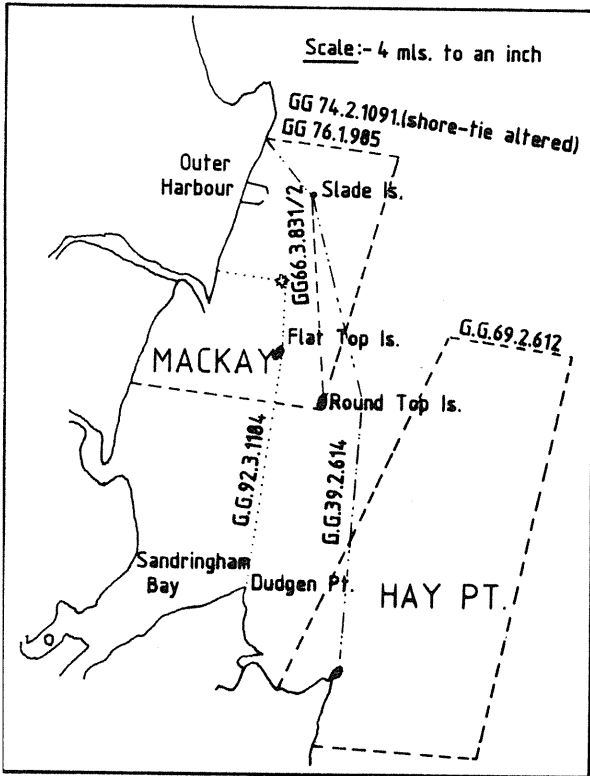 Scale:- 4 mls. to an inch
GG 74.2.1091.(shore-tie altered)
GG 76.1.985
Outer
Harbour
Slade Is.
GG66.3.831/2
G.G.69.2.612
Flat Top Is.
MACKAY
Round Top Is.
G.G.92.3.1184
G.G.39.2.614
Sandringham
Bay
Dudgen Pt.
HAY PT.